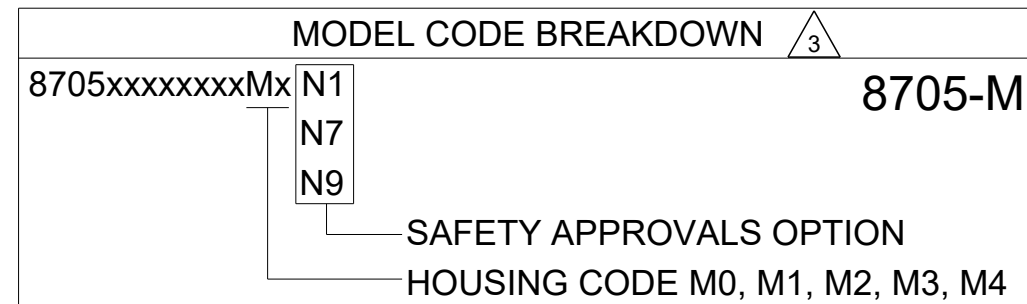 MODEL CODE BREAKDOWN 3
8705xxxxxxxxMx N1 8705-M
N7
N9
SAFETY APPROVALS OPTION
HOUSING CODE M0, M1, M2, M3, M4